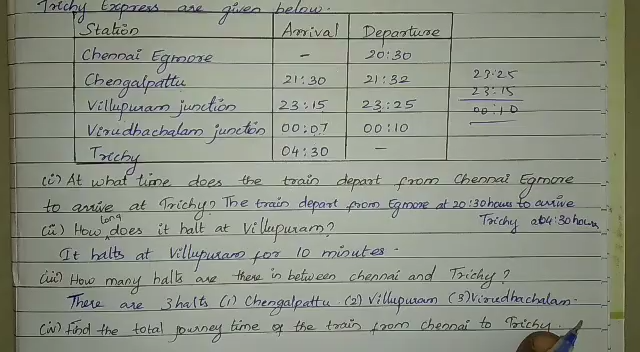 Trichy Express are given below.
Station Arrival Departure
Chennai Egmore - 20:30
Chengalpattu 21:30 21:32
Villupuram junction 23:15 23:25
Virudhachalam junction 00:07 00:10
Trichy 04:30 -
23:25
23:15
00:10
(i) At what time does the train depart from Chennai Egmore
to arrive at Trichy? The train depart from Egmore at 20:30 hours to arrive
Trichy at 04:30 hours
(ii) How long does it halt at Villupuram?
It halts at Villupuram for 10 minutes.
(iii) How many halts are there in between chennai and Trichy?
There are 3 halts (1) Chengalpattu (2) Villupuram (3) Virudhachalam.
(iv) Find the total journey time of the train from chennai to Trichy.